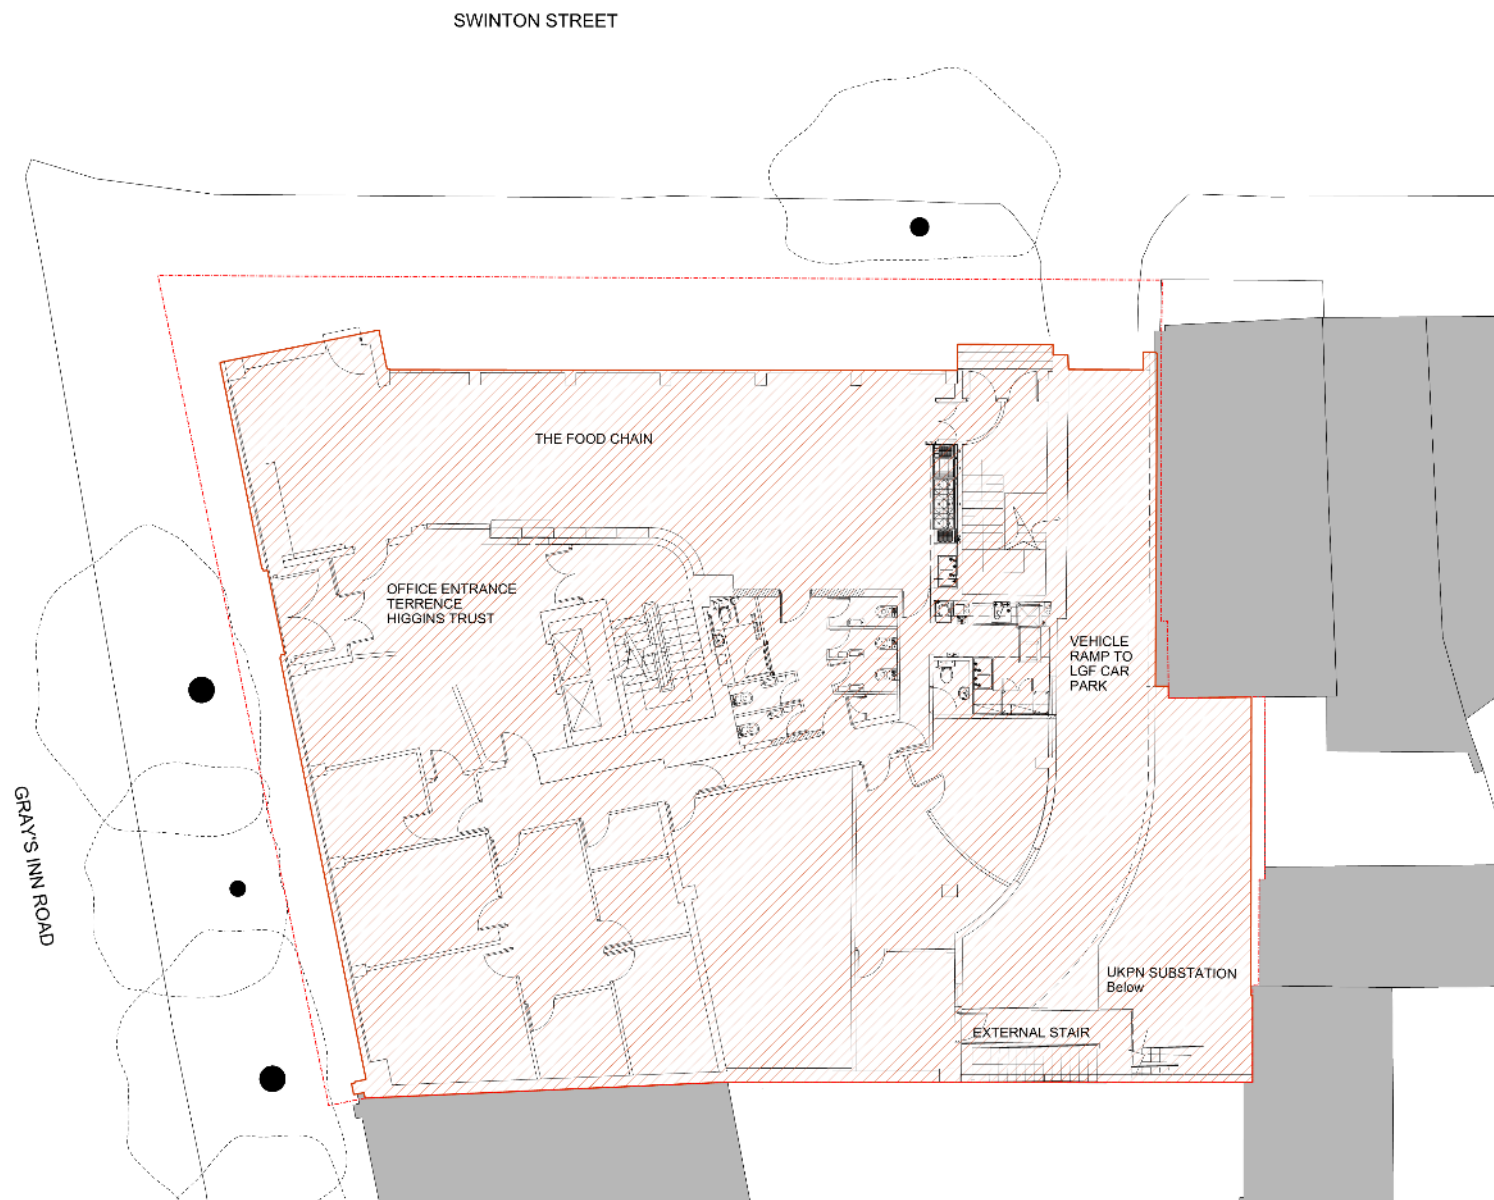 SWINTON STREET
THE FOOD CHAIN
OFFICE ENTRANCE
TERRENCE
HIGGINS TRUST
VEHICLE
RAMP TO
LGF CAR
PARK
GRAY'S INN ROAD
UKPN SUBSTATION
Below
EXTERNAL STAIR